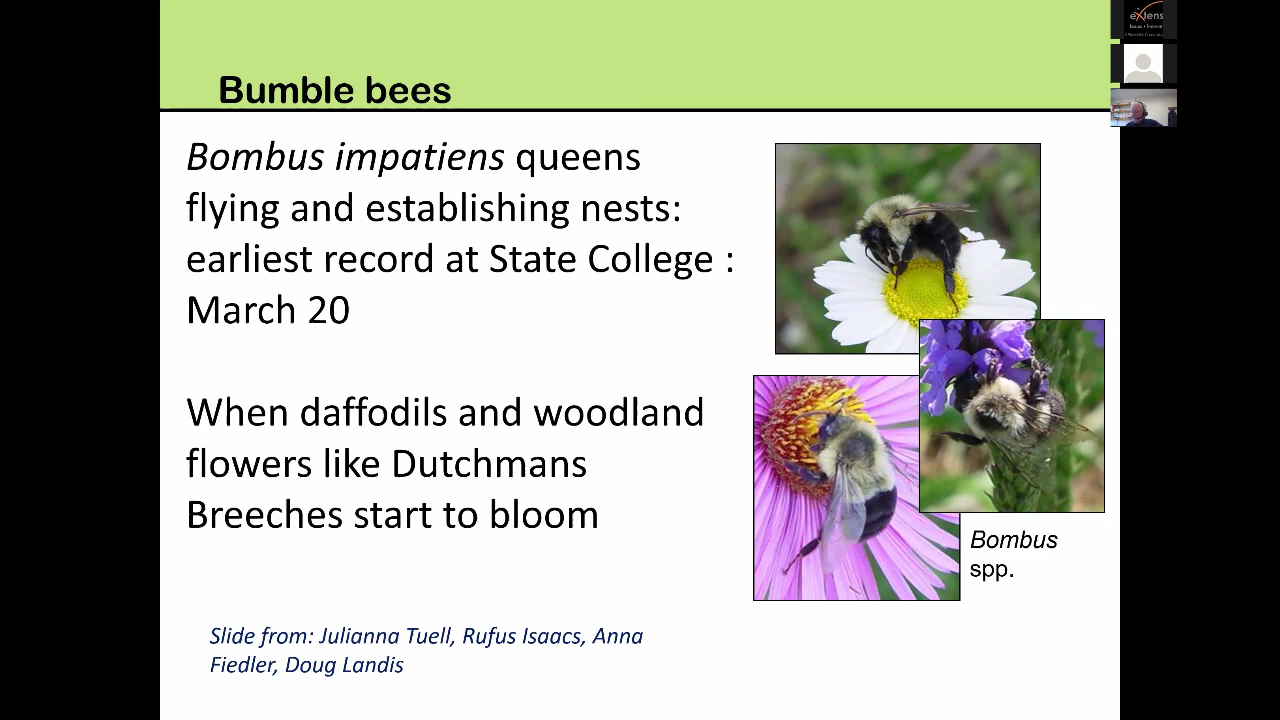 Bumble bees
Bombus impatiens queens
flying and establishing nests:
earliest record at State College :
March 20
When daffodils and woodland
flowers like Dutchmans
Breeches start to bloom
Bombus
spp.
Slide from: Julianna Tuell, Rufus Isaacs, Anna
Fiedler, Doug Landis
eXtens